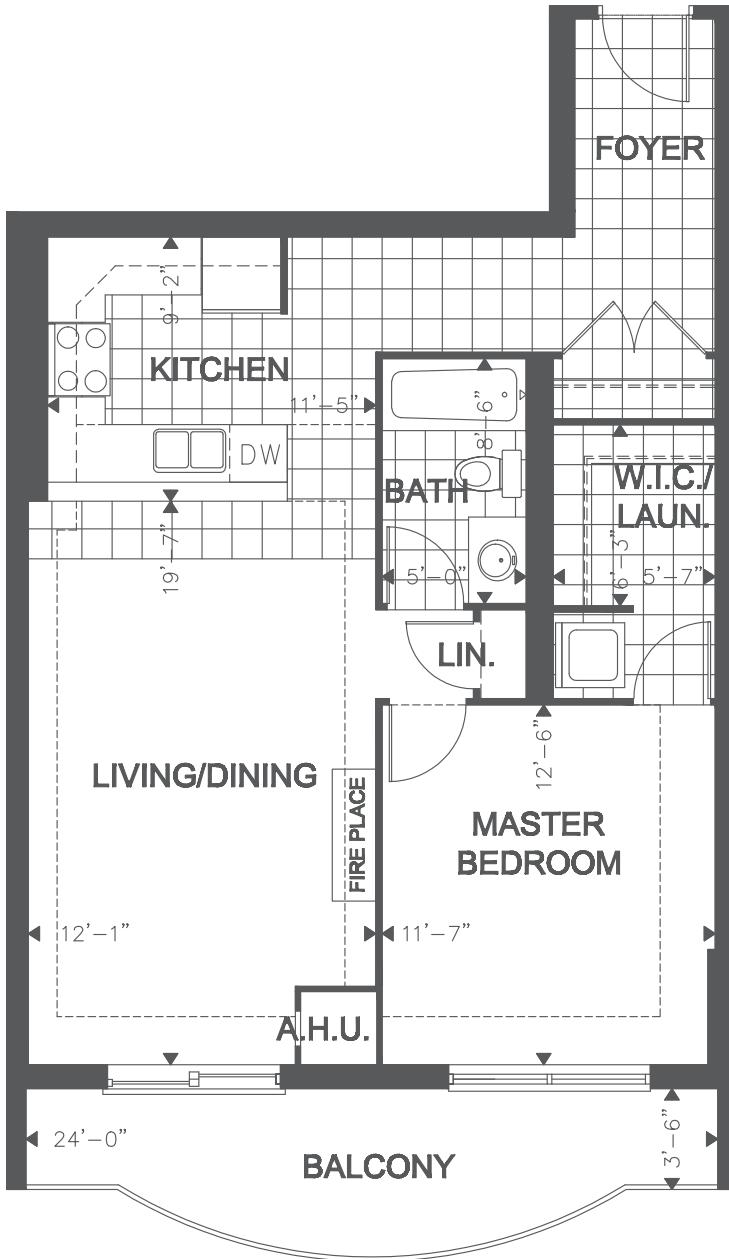 FOYER
9'-2"
KITCHEN
11'-5"
8'-6"
DW
BATH
W.I.C./
LAUN.
19'-7"
5'-0"
6'-3"
5'-7"
LIN.
12'-6"
LIVING/DINING
FIRE PLACE
MASTER
BEDROOM
12'-1"
11'-7"
A.H.U.
24'-0"
3'-6"
BALCONY